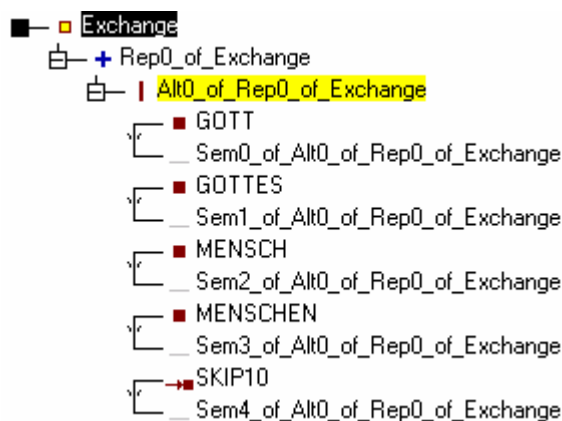 Exchange
Rep0_of_Exchange
Alt0_of_Rep0_of_Exchange
GOTT
Sem0_of_Alt0_of_Rep0_of_Exchange
GOTTES
Sem1_of_Alt0_of_Rep0_of_Exchange
MENSCH
Sem2_of_Alt0_of_Rep0_of_Exchange
MENSCHEN
Sem3_of_Alt0_of_Rep0_of_Exchange
SKIP10
Sem4_of_Alt0_of_Rep0_of_Exchange